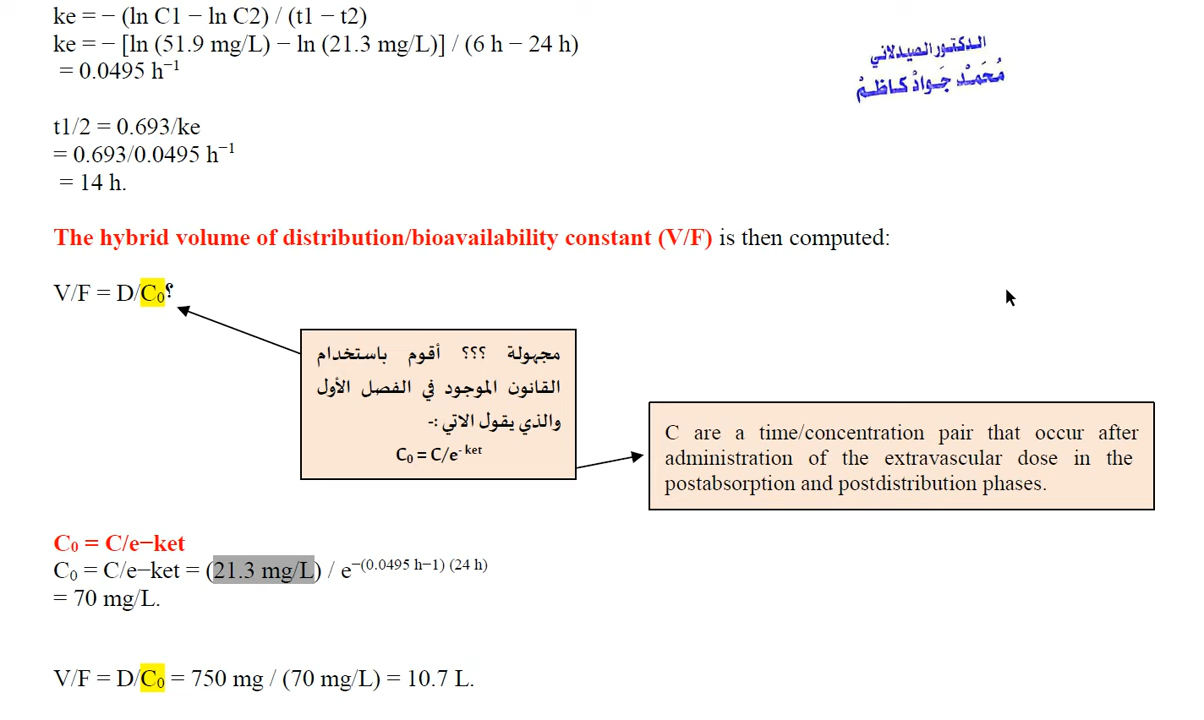 ke = − (ln C1 − ln C2) / (t1 − t2)
ke = − [ln (51.9 mg/L) − ln (21.3 mg/L)] / (6 h − 24 h)
= 0.0495 h⁻¹
الدكتور الصيدلاني
مُحَمَّدْ جَوادْ كاظِمْ
t1/2 = 0.693/ke
= 0.693/0.0495 h⁻¹
= 14 h.
The hybrid volume of distribution/bioavailability constant (V/F) is then computed:
V/F = D/C₀؟
مجهولة ؟؟؟ أقوم باستخدام
القانون الموجود في الفصل الأول
والذي يقول الاتي :-
C₀ = C/e⁻ ᵏᵉᵗ
C are a time/concentration pair that occur after
administration of the extravascular dose in the
postabsorption and postdistribution phases.
C₀ = C/e−ket
C₀ = C/e−ket = (21.3 mg/L) / e^−(0.0495 h−1) (24 h)
= 70 mg/L.
V/F = D/C₀ = 750 mg / (70 mg/L) = 10.7 L.